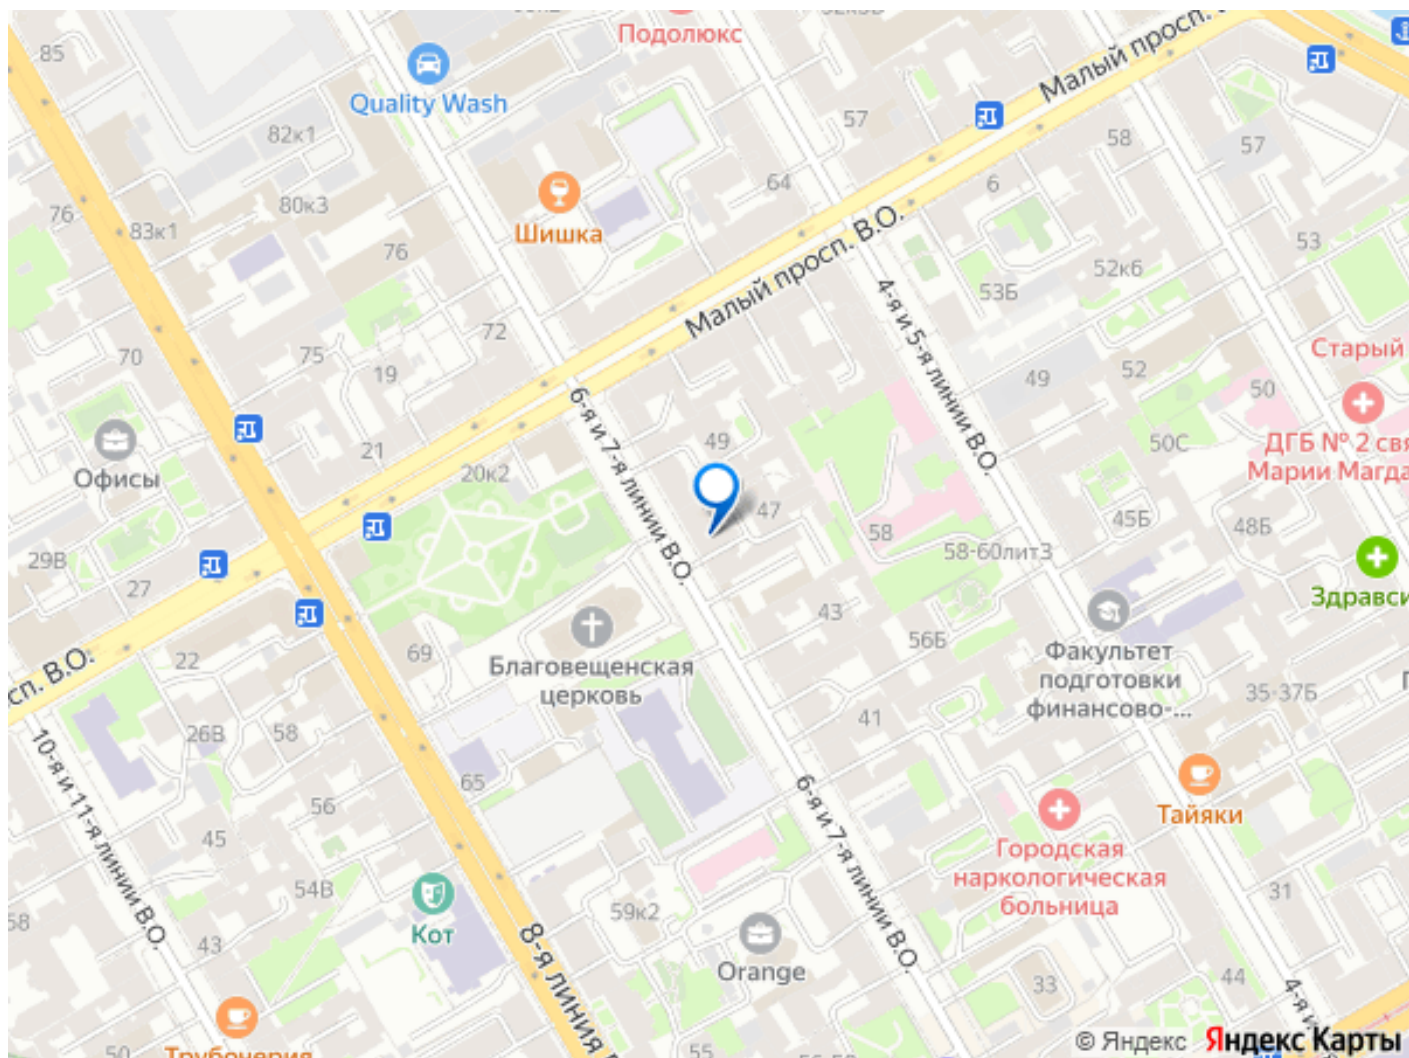 Подолюкс
85
Малый просп.
Quality Wash
57
82к1
58
57
64
6
80к3
76
Шишка
83к1
76
Малый просп. В.О.
53
52к6
53Б
4-я и 5-я линии В.О.
72
75
70
19
Старый
52
49
50
6-я и 7-я линии В.О.
49
50С
ДГБ № 2 свя
Марии Магда
21
20к2
Офисы
47
45Б
48Б
58
58-60литЗ
29В
27
Здравси
43
56Б
Факультет
подготовки
финансово-...
69
Благовещенская
церковь
22
сп. В.О.
35-37Б
41
26В
58
10-я и 11-я линии В.О.
65
6-я и 7-я линии В.О.
56
Тайяки
45
Городская
наркологическая
больница
54В
31
59к2
58
Кот
43
8-я линия
Orange
33
44
4-я и
50
55
Трубочерия
© Яндекс Яндекс Карты